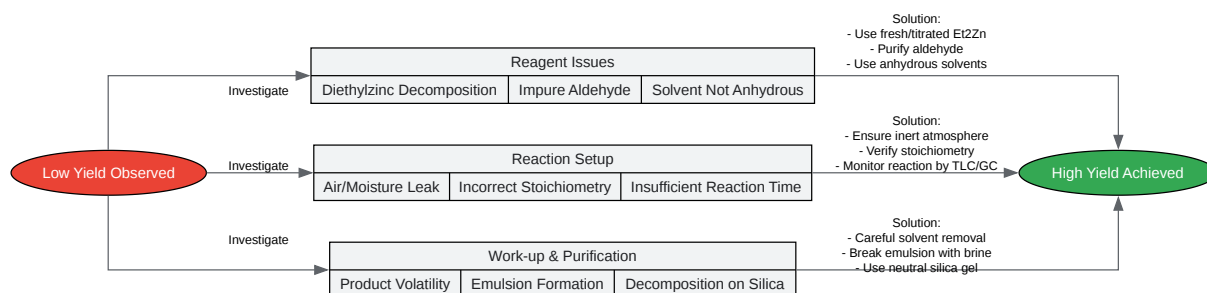 Solution:
- Use fresh/titrated Et2Zn
- Purify aldehyde
- Use anhydrous solvents
Reagent Issues
Investigate
Diethylzinc Decomposition
Impure Aldehyde
Solvent Not Anhydrous
Solution:
- Ensure inert atmosphere
- Verify stoichiometry
- Monitor reaction by TLC/GC
Low Yield Observed
Investigate
Reaction Setup
Air/Moisture Leak
Incorrect Stoichiometry
Insufficient Reaction Time
High Yield Achieved
Solution:
- Careful solvent removal
- Break emulsion with brine
- Use neutral silica gel
Investigate
Work-up & Purification
Product Volatility
Emulsion Formation
Decomposition on Silica